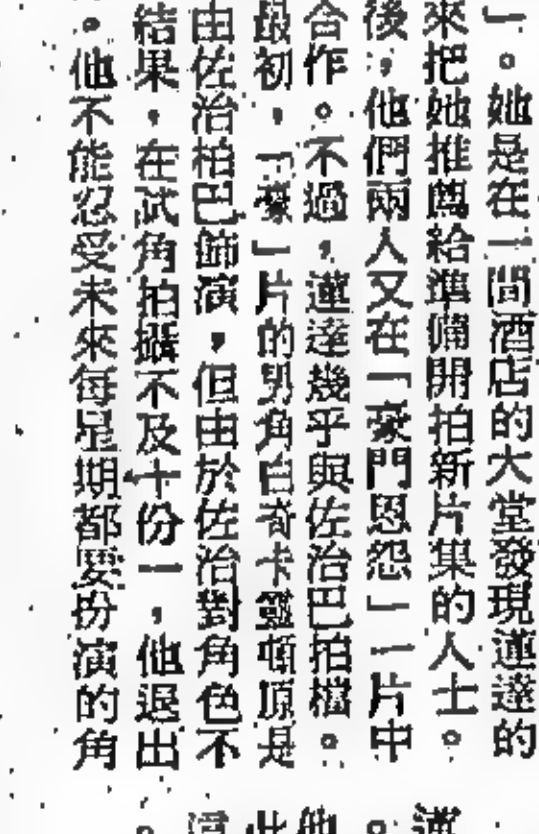 」。她是在一間酒店的大堂發現蓮達的
來把她推薦給準備開拍新片集的人士。
後，他們兩人又在「豪門恩怨」一片中
合作。不過，蓮達幾乎與佐治巴拍檔。
最初，「豪」片的男角白奇卡靈頓原是
由佐治柏巴飾演，但由於佐治對角色不
結果，在試角拍攝不及十份一，他退出
。他不能忍受未來每星期都要扮演的角